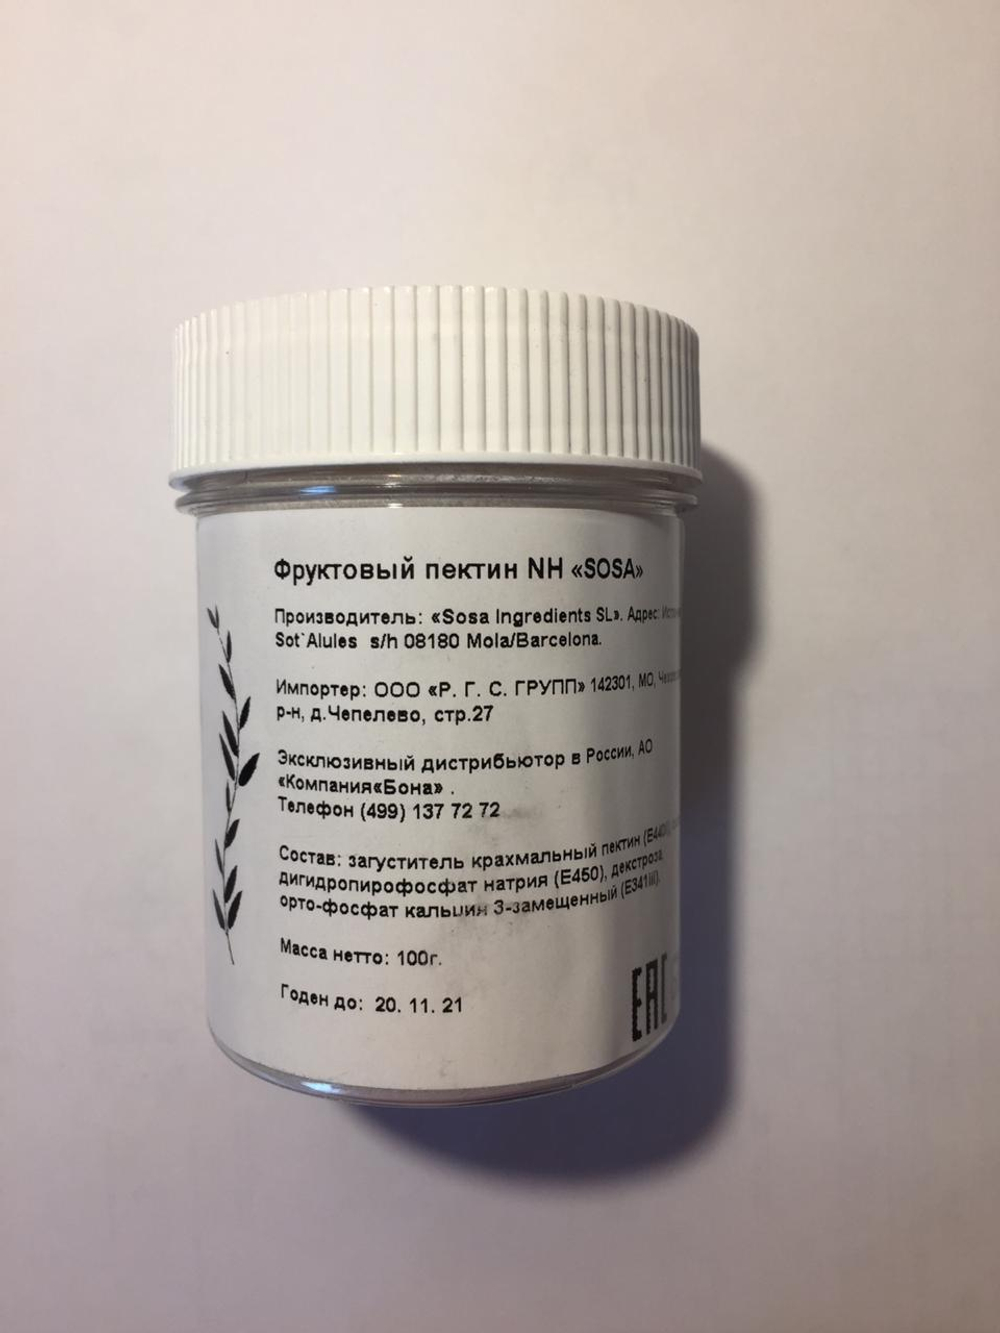 Фруктовый пектин NH «SOSA»
Производитель: «Sosa Ingredients SL». Адрес:
Sot`Alules s/h 08180 Mola/Barcelona.
Импортер: ООО «Р. Г. С. ГРУПП» 142301, МО,
р-н, д.Чепелево, стр.27
Эксклюзивный дистрибьютор в России, АО
«Компания«Бона» .
Телефон (499) 137 72 72
Состав: загуститель крахмальный пектин
дигидропирофосфат натрия (E450), декстроза
орто-фосфат кальция 3-замещенный
Масса нетто: 100г.
Годен до: 20. 11. 21
EAC